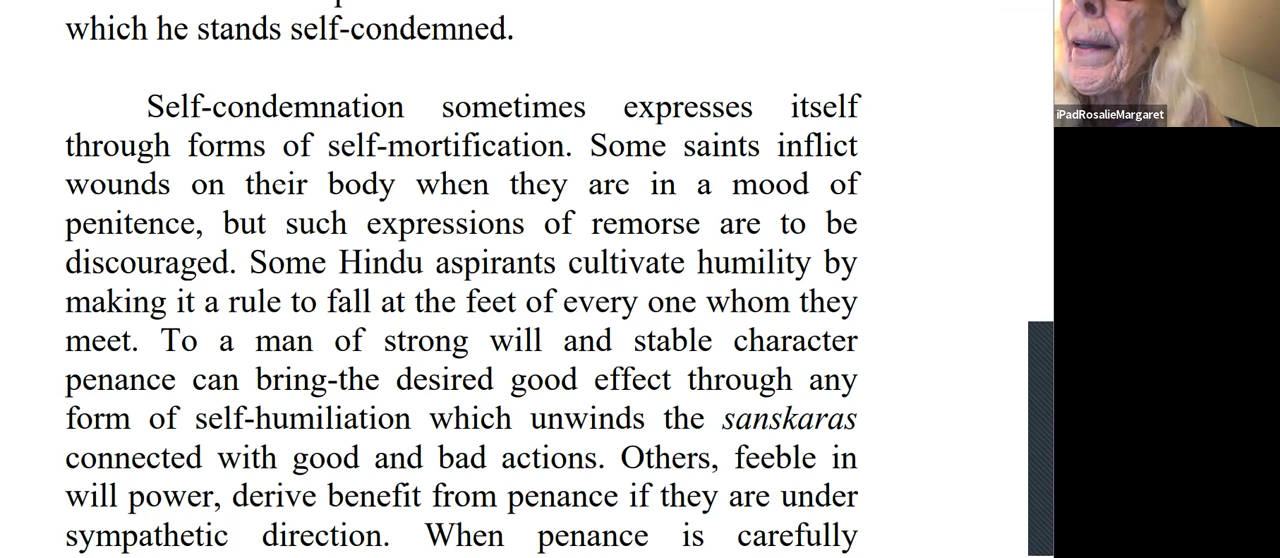 which he stands self-condemned.
Self-condemnation sometimes expresses itself
through forms of self-mortification. Some saints inflict
wounds on their body when they are in a mood of
penitence, but such expressions of remorse are to be
discouraged. Some Hindu aspirants cultivate humility by
making it a rule to fall at the feet of every one whom they
meet. To a man of strong will and stable character
penance can bring-the desired good effect through any
form of self-humiliation which unwinds the sanskaras
connected with good and bad actions. Others, feeble in
will power, derive benefit from penance if they are under
sympathetic direction. When penance is carefully
iPadRosalieMargaret